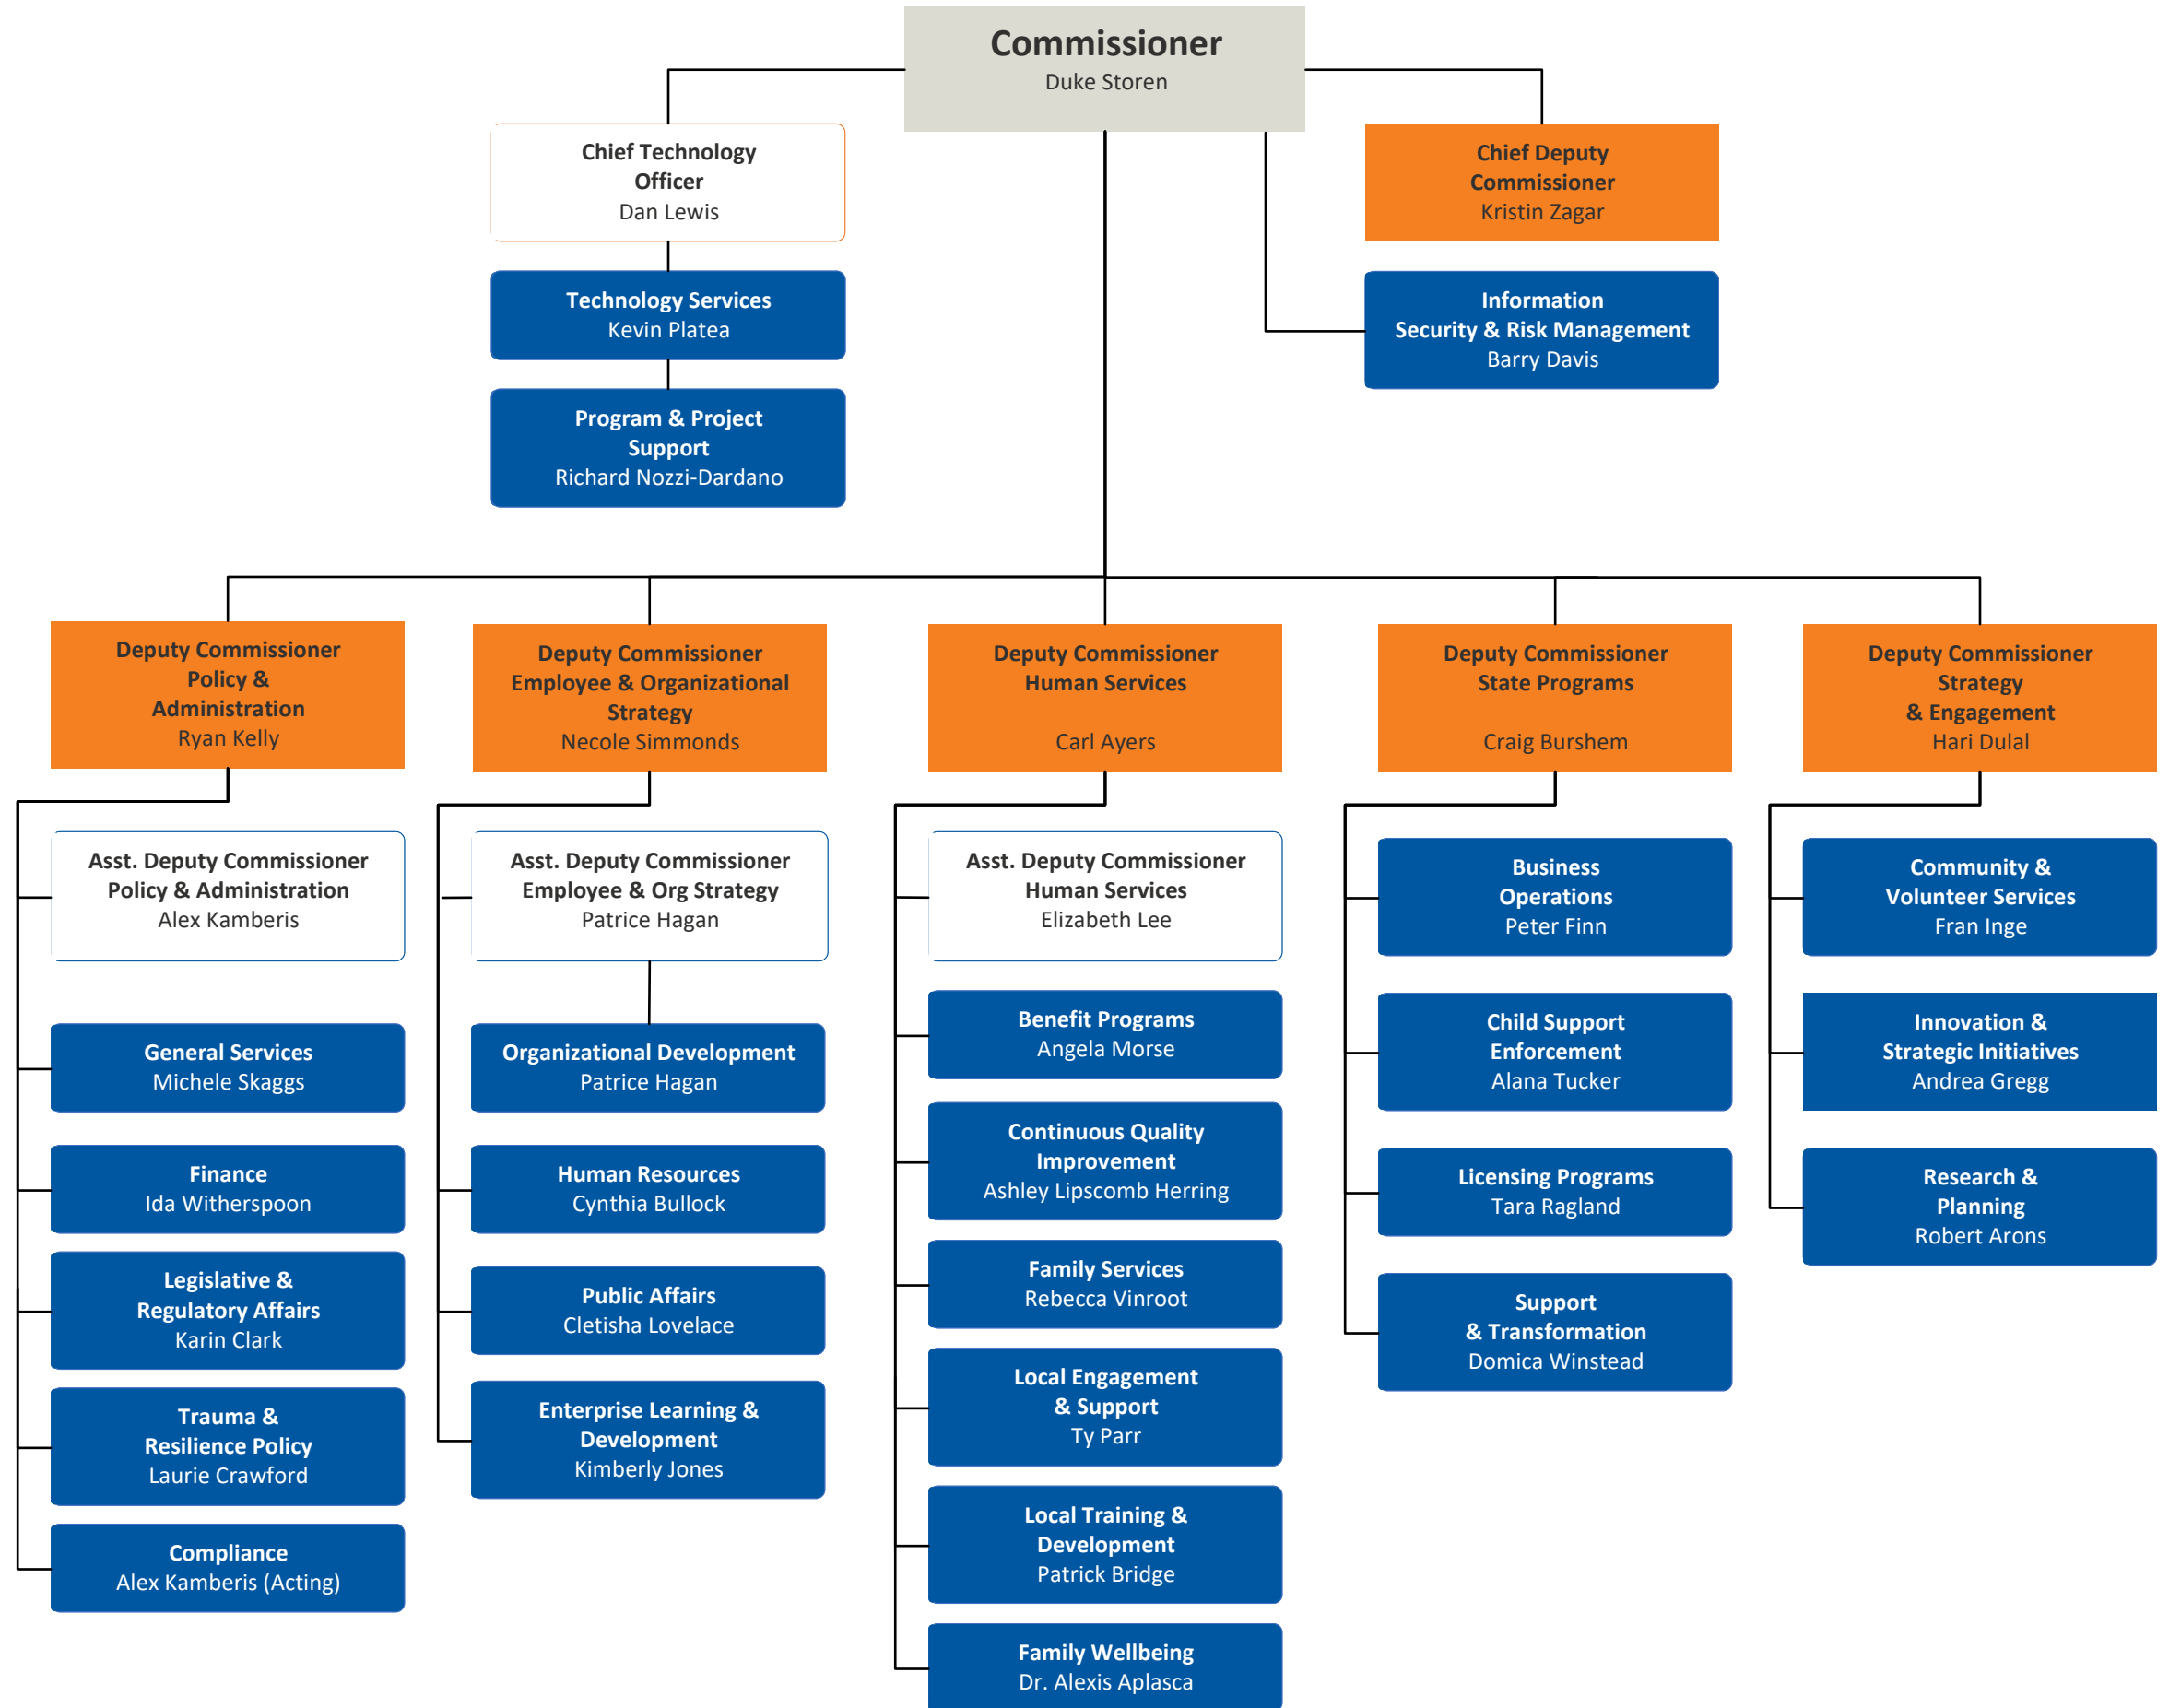 Commissioner
Duke Storen
Chief Technology
Officer
Dan Lewis
Chief Deputy
Commissioner
Kristin Zagar
Technology Services
Kevin Platea
Information
Security & Risk Management
Barry Davis
Program & Project
Support
Richard Nozzi-Dardano
Deputy Commissioner
Policy &
Administration
Ryan Kelly
Deputy Commissioner
Employee & Organizational
Strategy
Necole Simmonds
Deputy Commissioner
Human Services
Carl Ayers
Deputy Commissioner
State Programs
Craig Burshem
Deputy Commissioner
Strategy
& Engagement
Hari Dulal
Asst. Deputy Commissioner
Policy & Administration
Alex Kamberis
General Services
Michele Skaggs
Finance
Ida Witherspoon
Legislative &
Regulatory Affairs
Karin Clark
Trauma &
Resilience Policy
Laurie Crawford
Compliance
Alex Kamberis (Acting)
Asst. Deputy Commissioner
Employee & Org Strategy
Patrice Hagan
Organizational Development
Patrice Hagan
Human Resources
Cynthia Bullock
Public Affairs
Cletisha Lovelace
Enterprise Learning &
Development
Kimberly Jones
Asst. Deputy Commissioner
Human Services
Elizabeth Lee
Benefit Programs
Angela Morse
Continuous Quality
Improvement
Ashley Lipscomb Herring
Family Services
Rebecca Vinroot
Local Engagement
& Support
Ty Parr
Local Training &
Development
Patrick Bridge
Family Wellbeing
Dr. Alexis Aplasca
Business
Operations
Peter Finn
Child Support
Enforcement
Alana Tucker
Licensing Programs
Tara Ragland
Support
& Transformation
Domica Winstead
Community &
Volunteer Services
Fran Inge
Innovation &
Strategic Initiatives
Andrea Gregg
Research &
Planning
Robert Arons